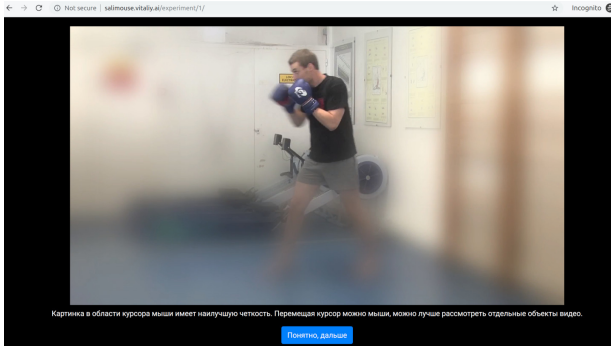 Not secure | salimouse.vitaliy.ai/experiment/1/
Incognito
Картинка в области курсора мыши имеет наилучшую четкость. Перемещая курсор можно мыши, можно лучше рассмотреть отдельные объекты видео.
Понятно, дальше